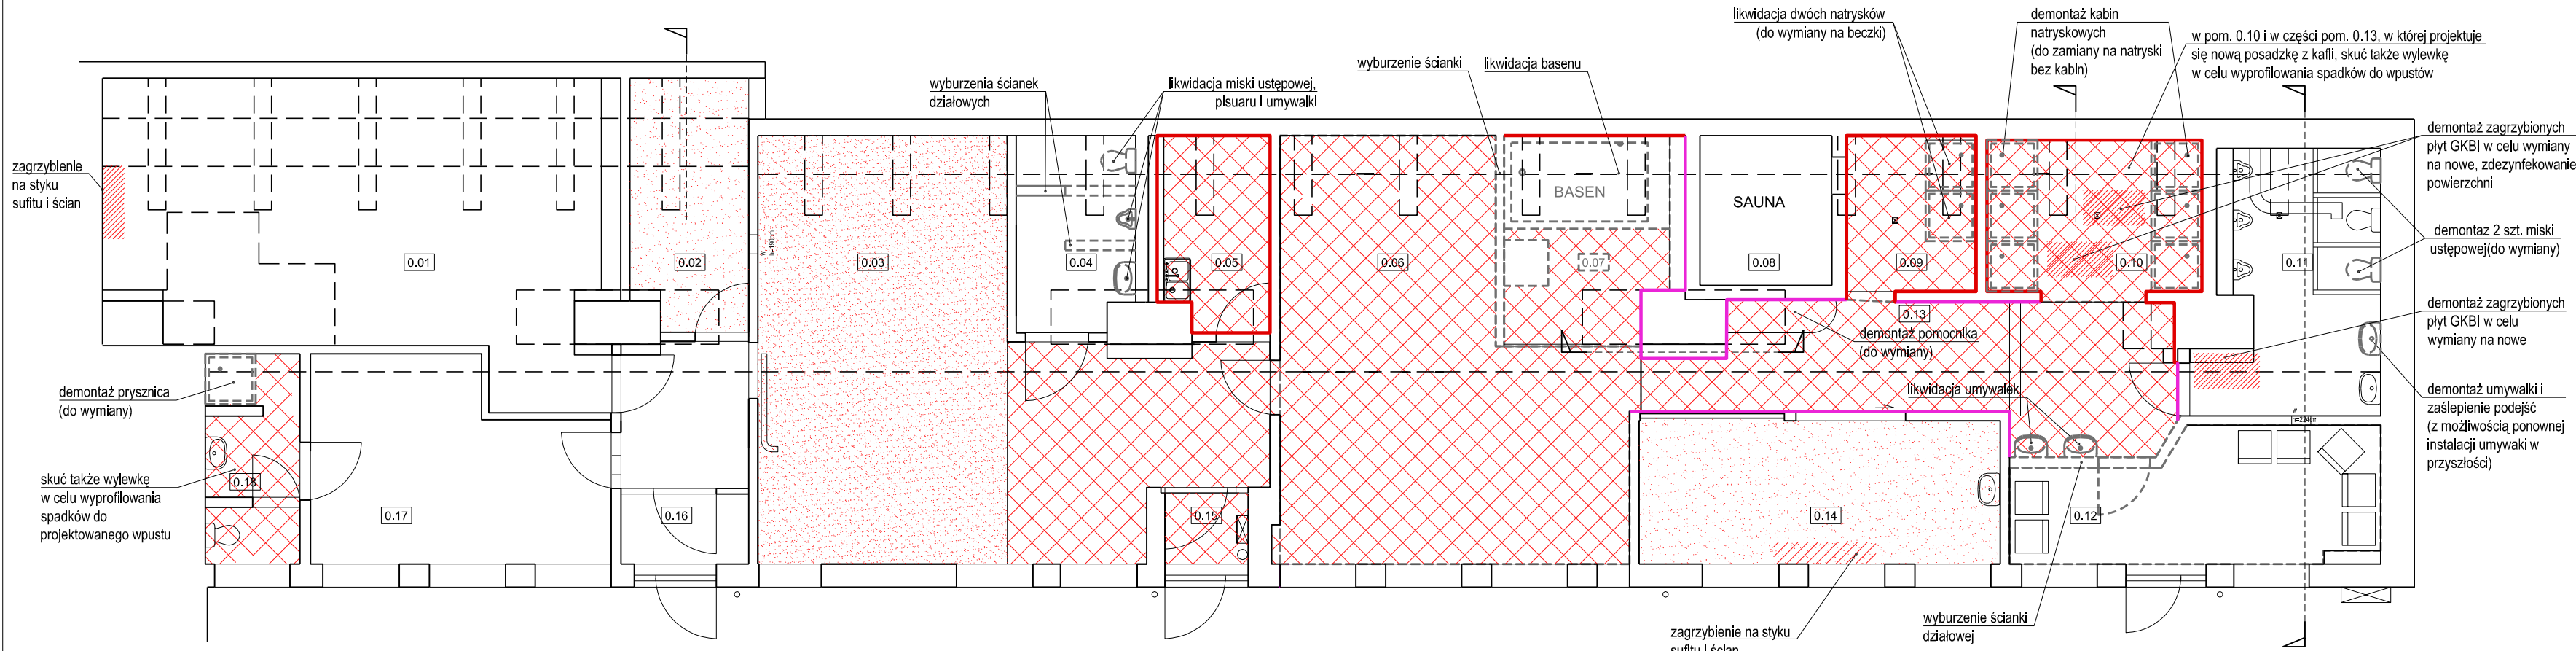 likwidacja dwóch natrysków
(do wymiany na beczki)
demontaż kabin
natryskowych
(do zamiany na natryski
bez kabin)
w pom. 0.10 i w części pom. 0.13, w której projektuje
się nową posadzkę z kafli, skuć także wylewkę
w celu wyprofilowania spadków do wpustów
wyburzenia ścianek
działowych
likwidacja miski ustępowej,
pisuaru i umywalki
wyburzenie ścianki
likwidacja basenu
zagrzybienie
na styku
sufitu i ścian
demontaż zagrzybionych
płyt GKBI w celu wymiany
na nowe, zdezynfekowanie
powierzchni
BASEN
SAUNA
demontaz 2 szt. miski
ustępowej(do wymiany)
0.01
0.02
w
h=190cm
0.03
0.04
0.05
0.06
0.07
0.08
0.09
0.10
0.11
demontaż zagrzybionych
płyt GKBI w celu
wymiany na nowe
0.13
demontaż pomocnika
(do wymiany)
demontaż prysznica
(do wymiany)
likwidacja umywalek
demontaż umywalki i
zaślepienie podejść
(z możliwością ponownej
instalacji umywaki w
przyszłości)
w
h=224cm
skuć także wylewkę
w celu wyprofilowania
spadków do
projektowanego wpustu
0.18
0.17
0.16
0.15
0.14
0.12
wyburzenie ścianki
działowej
zagrzybienie na styku
sufitu i ścian